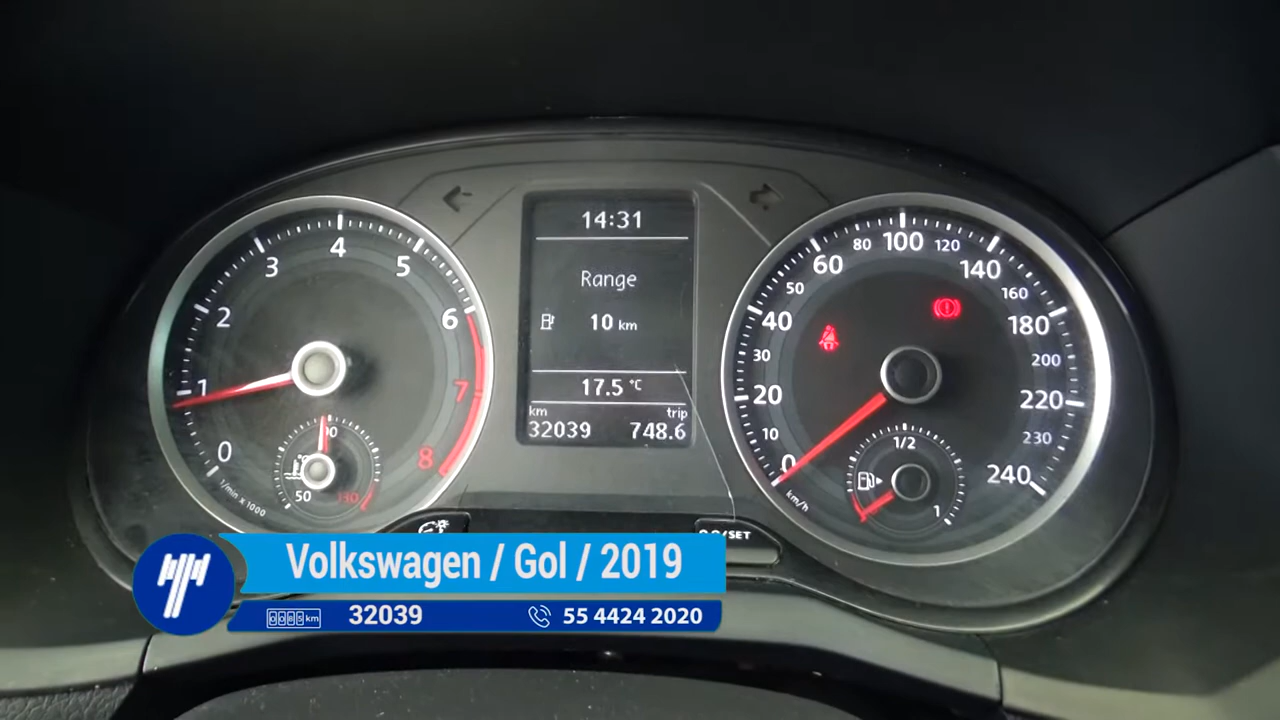 14:31
Range
10 km
17.5 °C
km trip
32039 748.6
0 1 2 3 4 5 6 7 8
1/min x 1000
50 90 130
0 10 20 30 40 50 60 80 100 120 140 160 180 200 220 230 240
km/h
1/2 1
/SET
Volkswagen / Gol / 2019
km 32039 55 4424 2020